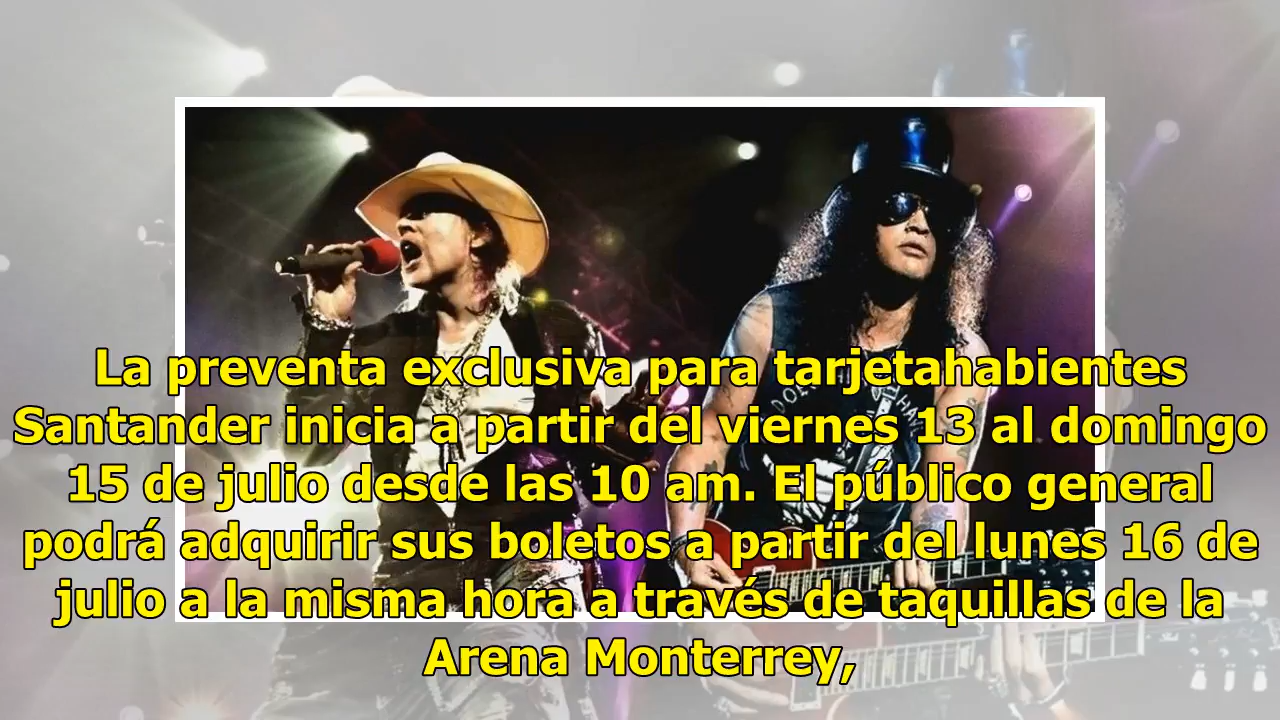 La preventa exclusiva para tarjetahabientes
Santander inicia a partir del viernes 13 al domingo
15 de julio desde las 10 am. El público general
podrá adquirir sus boletos a partir del lunes 16 de
julio a la misma hora a través de taquillas de la
Arena Monterrey,